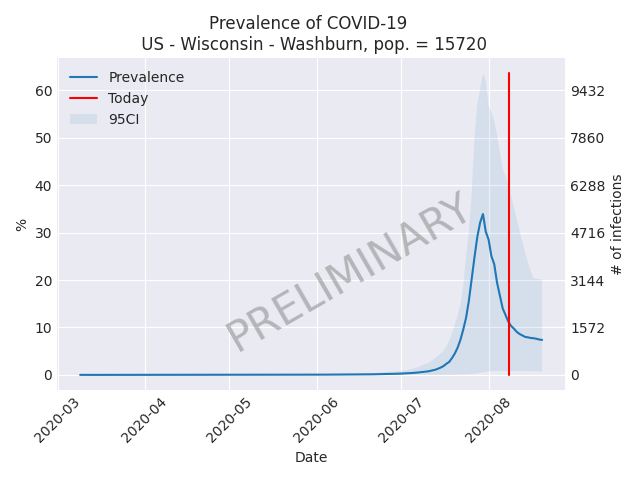 Prevalence of COVID-19
US - Wisconsin - Washburn, pop. = 15720
Prevalence
Today
95CI
PRELIMINARY
60
50
40
30
20
10
0
%
9432
7860
6288
4716
3144
1572
0
# of infections
2020-03
2020-04
2020-05
2020-06
2020-07
2020-08
Date